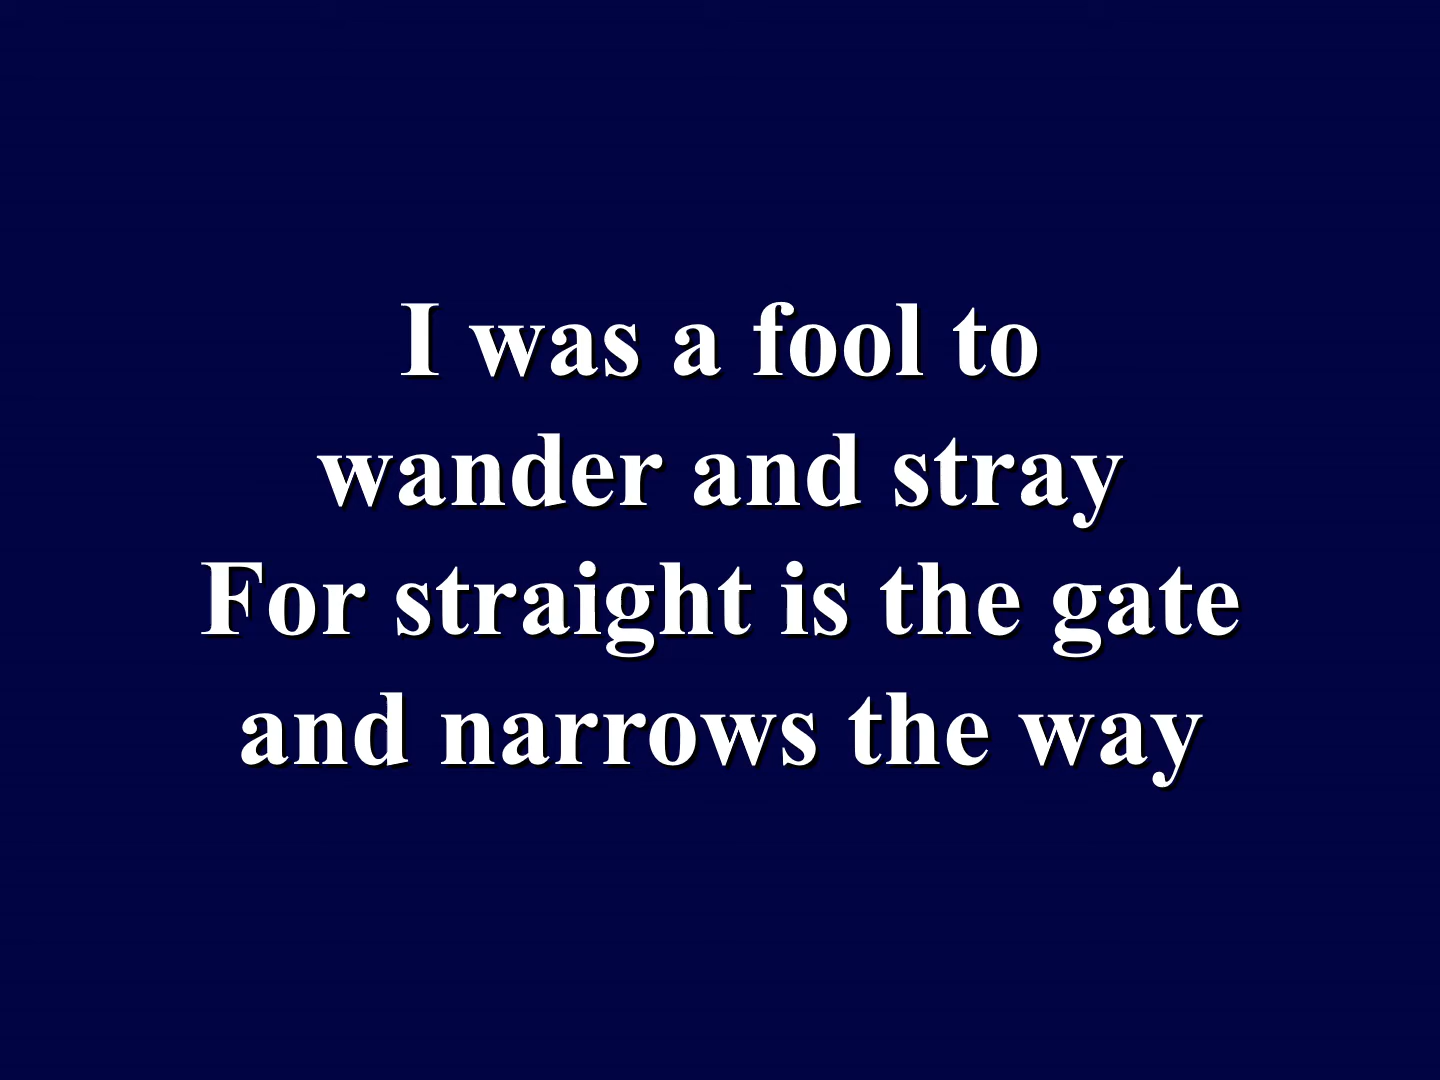 I was a fool to
wander and stray
For straight is the gate
and narrows the way